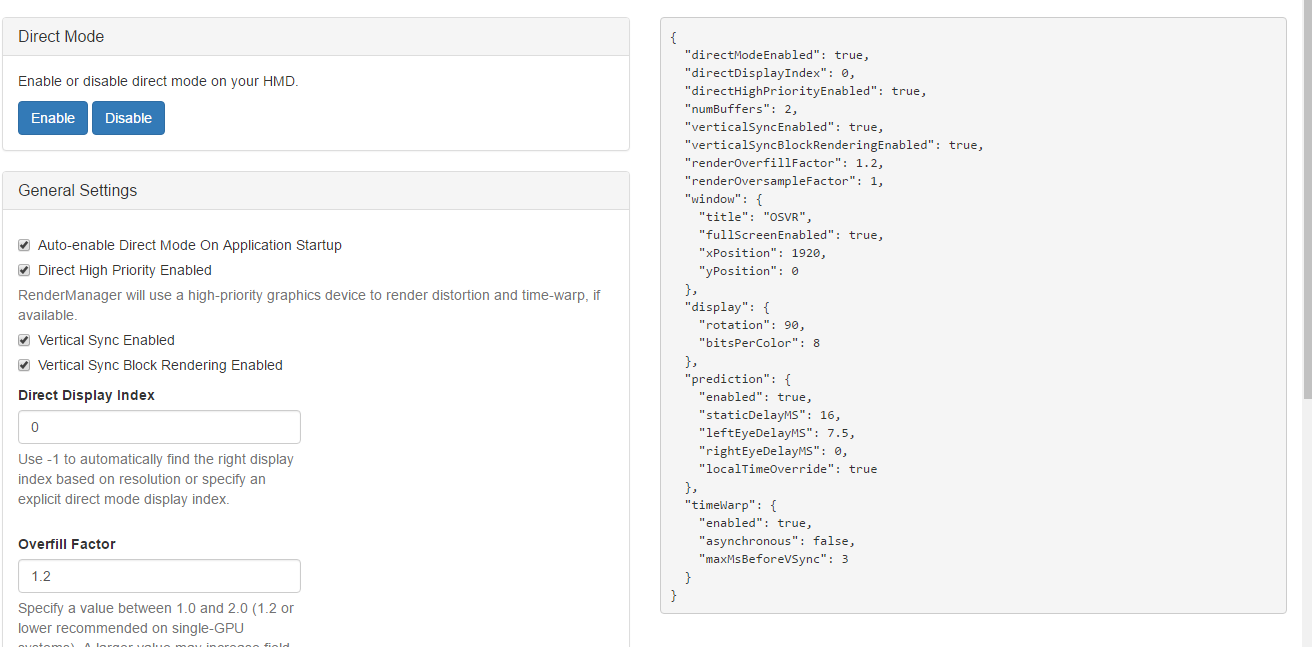 Direct Mode
Enable or disable direct mode on your HMD.
Enable Disable
General Settings
Auto-enable Direct Mode On Application Startup
Direct High Priority Enabled
RenderManager will use a high-priority graphics device to render distortion and time-warp, if
available.
Vertical Sync Enabled
Vertical Sync Block Rendering Enabled
Direct Display Index
0
Use -1 to automatically find the right display
index based on resolution or specify an
explicit direct mode display index.
Overfill Factor
1.2
Specify a value between 1.0 and 2.0 (1.2 or
lower recommended on single-GPU
systems). A larger value may increase field
{
  "directModeEnabled": true,
  "directDisplayIndex": 0,
  "directHighPriorityEnabled": true,
  "numBuffers": 2,
  "verticalSyncEnabled": true,
  "verticalSyncBlockRenderingEnabled": true,
  "renderOverfillFactor": 1.2,
  "renderOversampleFactor": 1,
  "window": {
    "title": "OSVR",
    "fullScreenEnabled": true,
    "xPosition": 1920,
    "yPosition": 0
  },
  "display": {
    "rotation": 90,
    "bitsPerColor": 8
  },
  "prediction": {
    "enabled": true,
    "staticDelayMS": 16,
    "leftEyeDelayMS": 7.5,
    "rightEyeDelayMS": 0,
    "localTimeOverride": true
  },
  "timeWarp": {
    "enabled": true,
    "asynchronous": false,
    "maxMsBeforeVSync": 3
  }
}